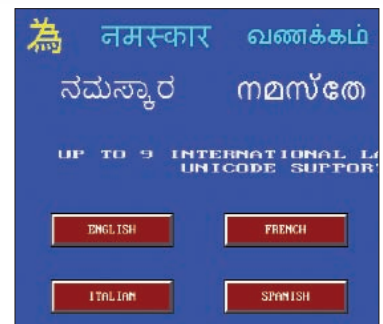 為 नमस्कार வணக்கம்
ನಮಸ್ಕಾರ നമസ്തേ
UP TO 9 INTERNATIONAL
UNICODE
ENGLISH FRENCH
ITALIAN SPANISH